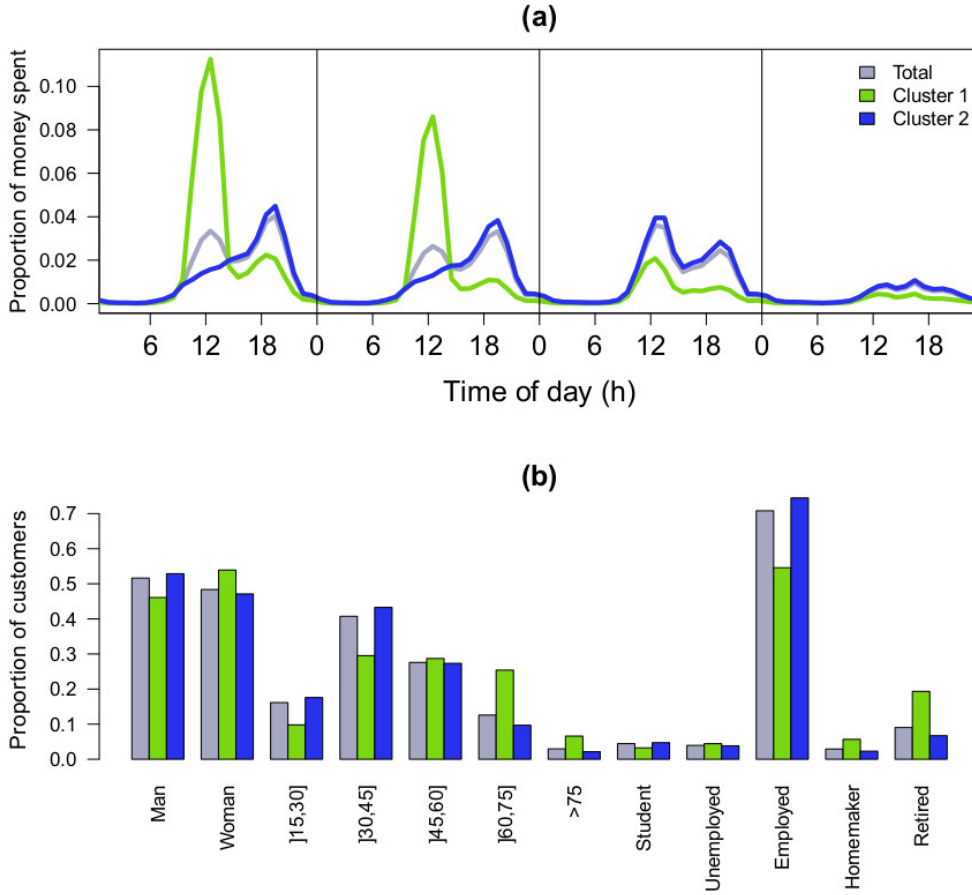 (a)
Proportion of money spent
0.10
0.08
0.06
0.04
0.02
0.00
Total
Cluster 1
Cluster 2
6 12 18 0 6 12 18 0 6 12 18 0 6 12 18
Time of day (h)
(b)
Proportion of customers
0.7
0.6
0.5
0.4
0.3
0.2
0.1
0.0
Man
Woman
]15,30]
]30,45]
]45,60]
]60,75]
>75
Student
Unemployed
Employed
Homemaker
Retired